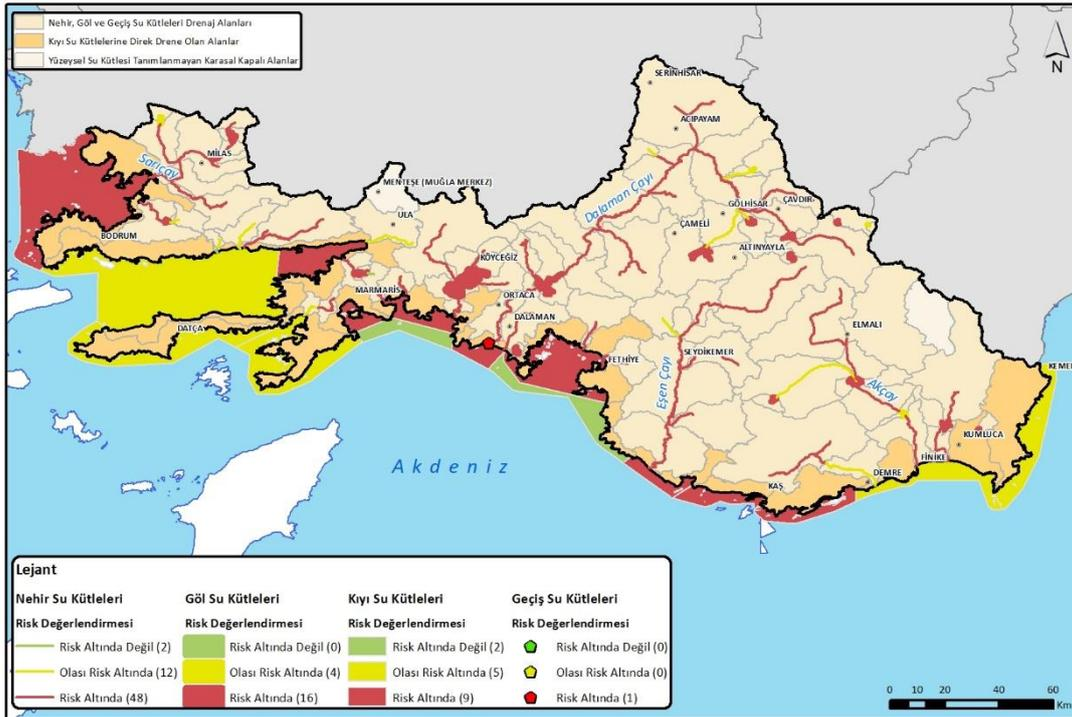 Nehir, Göl ve Geçiş Su Kütleleri Drenaj Alanları
Kıyı Su Kütlelerine Direk Drene Olan Alanlar
Yüzeysel Su Kütlesi Tanımlanmayan Karasal Kapalı Alanlar
N
SERİNHİSAR
ACIPAYAM
MİLAS
Sarıçay
MENTEŞE (MUĞLA MERKEZ)
Dalaman Çayı
ULA
GÖLHİSAR
ÇAVDIR
ÇAMELİ
BODRUM
ALTINYAYLA
KÖYCEĞİZ
MARMARİS
ORTACA
DALAMAN
DATÇA
ELMALI
SEYDİKEMER
FETHİYE
KEMER
Eşen Çayı
Akçay
KUMLUCA
FİNİKE
Akdeniz
DEMRE
KAŞ
Lejant
Nehir Su Kütleleri Göl Su Kütleleri Kıyı Su Kütleleri Geçiş Su Kütleleri
Risk Değerlendirmesi Risk Değerlendirmesi Risk Değerlendirmesi Risk Değerlendirmesi
Risk Altında Değil (2) Risk Altında Değil (0) Risk Altında Değil (2) Risk Altında Değil (0)
Olası Risk Altında (12) Olası Risk Altında (4) Olası Risk Altında (5) Olası Risk Altında (0)
Risk Altında (48) Risk Altında (16) Risk Altında (9) Risk Altında (1)
0 10 20 40 60
Km